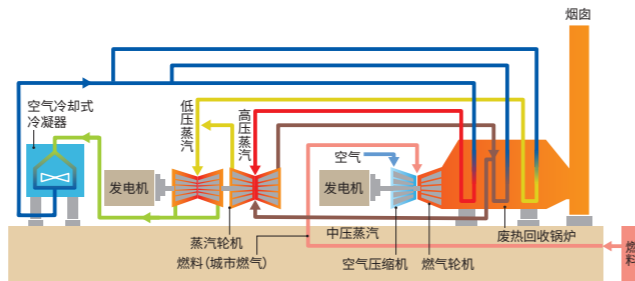 烟囱
空气冷却式
冷凝器
低压蒸汽
高压蒸汽
空气
发电机
发电机
蒸汽轮机
燃料（城市燃气）
中压蒸汽
空气压缩机
燃气轮机
废热回收锅炉
燃料